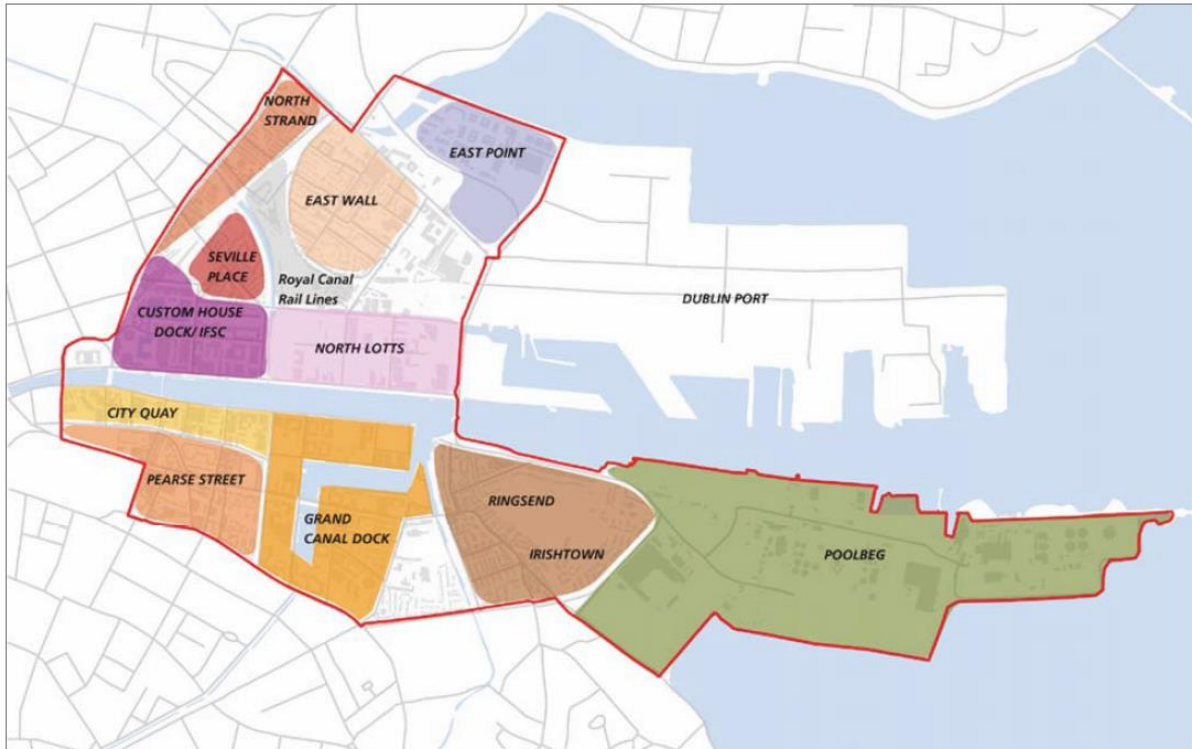 NORTH
STRAND
EAST POINT
EAST WALL
SEVILLE
PLACE
Royal Canal
Rail Lines
DUBLIN PORT
CUSTOM HOUSE
DOCK/ IFSC
NORTH LOTTS
CITY QUAY
PEARSE STREET
GRAND
CANAL DOCK
RINGSEND
IRISHTOWN
POOLBEG